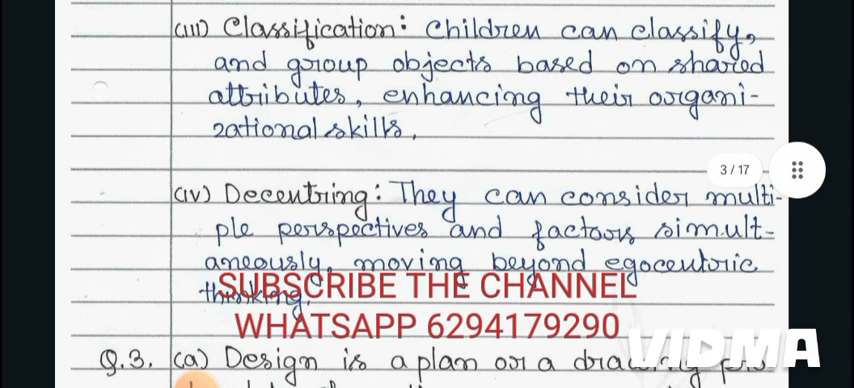 (iii) Classification: Children can classify,
and group objects based on shared
attributes, enhancing their organi-
zational skills.
3 / 17
(iv) Decentring: They can consider multi-
ple perspectives and factors simult-
aneously, moving beyond egocentric
thinking.
SUBSCRIBE THE CHANNEL
WHATSAPP 6294179290
VIDMA
Q.3. (a) Design is a plan or a drawing